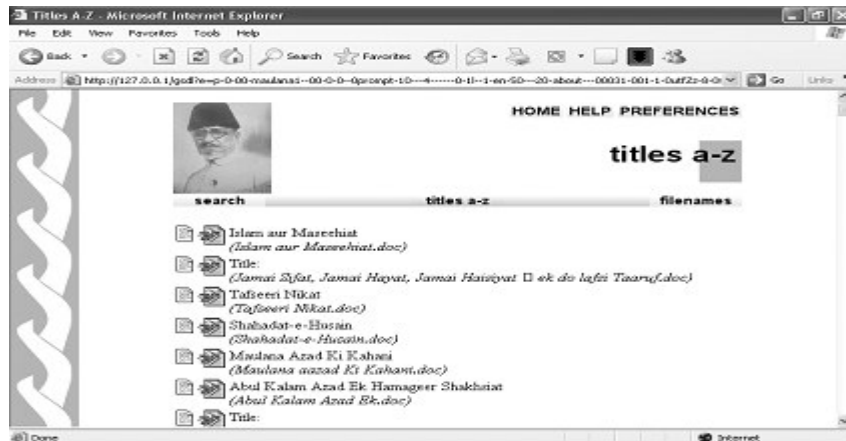 Titles A-Z - Microsoft Internet Explorer
File Edit View Favorites Tools Help
Back Search Favorites
Address Go Links
HOME HELP PREFERENCES
titles a-z
search titles a-z filenames
Islam aur Maseehiat
(Islam aur Maseehiat.doc)
Title:
(Jamai Sifat, Jamai Hayat, Jamai Haisiyat □ ek do lafzi Taaruf.doc)
Tafseeri Nikat
(Tafseeri Nikat.doc)
Shahadat-e-Husain
(Shahadat-e-Husain.doc)
Maulana Azad Ki Kahani
(Maulana aazad Ki Kahani.doc)
Abul Kalam Azad Ek Hamageer Shakhsiat
(Abul Kalam Azad Ek.doc)
Title:
Done Internet